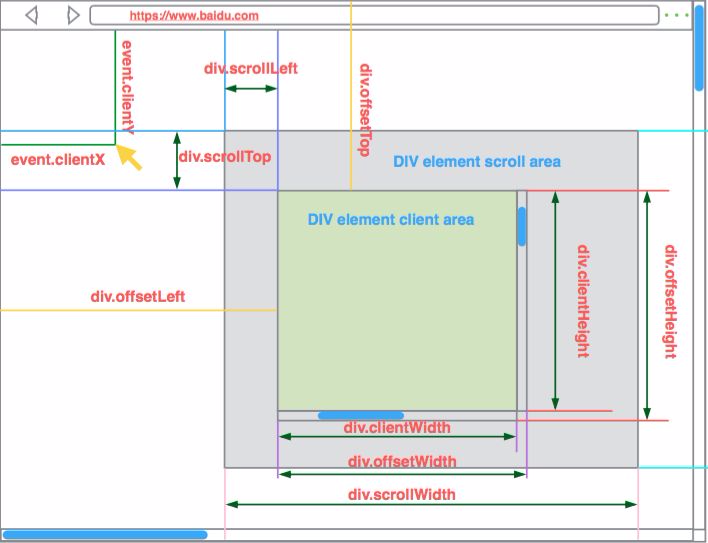 https://www.baidu.com
event.clientY
div.scrollLeft
div.offsetTop
event.clientX
div.scrollTop
DIV element scroll area
DIV element client area
div.offsetLeft
div.clientHeight
div.offsetHeight
div.clientWidth
div.offsetWidth
div.scrollWidth